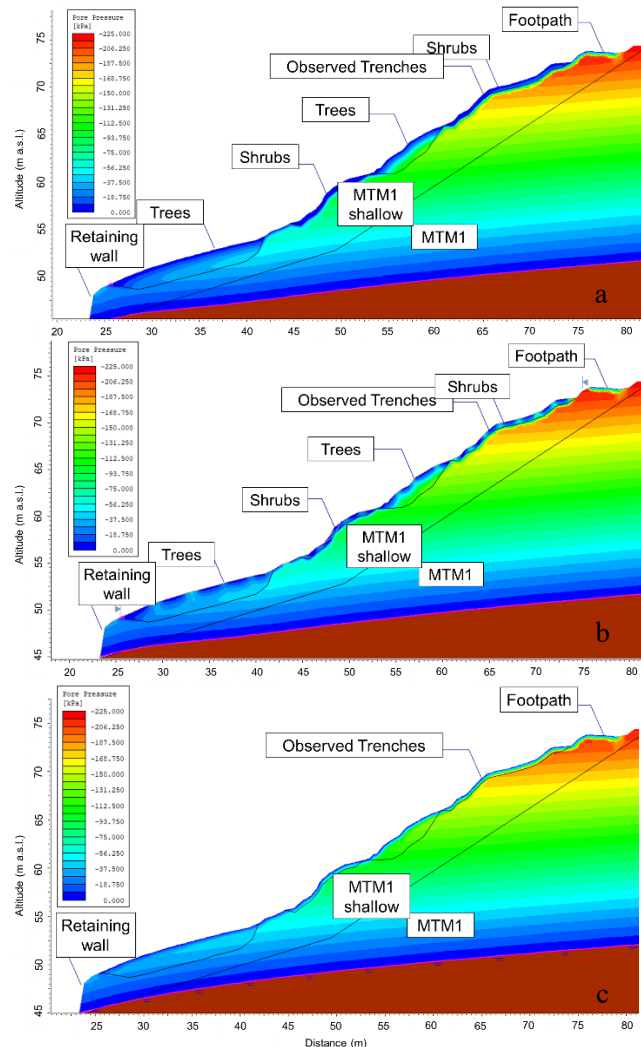 Pore Pressure
[kPa]
-225.000
-206.250
-187.500
-168.750
-150.000
-131.250
-112.500
-93.750
-75.000
-56.250
-37.500
-18.750
0.000
Footpath
Shrubs
Observed Trenches
Trees
Shrubs
Trees
Retaining
wall
MTM1
shallow
MTM1
a
Altitude (m a.s.l.)
75
70
65
60
55
50
20 25 30 35 40 45 50 55 60 65 70 75 80
Pore Pressure
[kPa]
-225.000
-206.250
-187.500
-168.750
-150.000
-131.250
-112.500
-93.750
-75.000
-56.250
-37.500
-18.750
0.000
Footpath
Shrubs
Observed Trenches
Trees
Shrubs
Trees
Retaining
wall
MTM1
shallow
MTM1
b
Altitude (m a.s.l.)
75
70
65
60
55
50
45
20 25 30 35 40 45 50 55 60 65 70 75 80
Pore Pressure
[kPa]
-225.000
-206.250
-187.500
-168.750
-150.000
-131.250
-112.500
-93.750
-75.000
-56.250
-37.500
-18.750
0.000
Footpath
Observed Trenches
Retaining
wall
MTM1
shallow
MTM1
c
Altitude (m a.s.l.)
75
70
65
60
55
50
45
25 30 35 40 45 50 55 60 65 70 75 80
Distance (m)